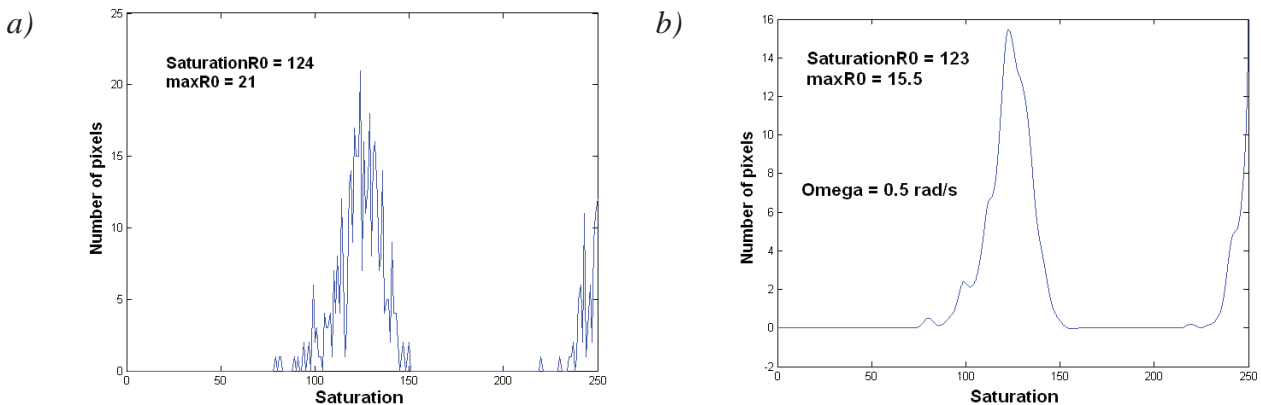 a)
25
20
15
10
5
0
SaturationR0 = 124
maxR0 = 21
Number of pixels
0 50 100 150 200 250
Saturation
b)
16
14
12
10
8
6
4
2
0
-2
SaturationR0 = 123
maxR0 = 15.5
Omega = 0.5 rad/s
Number of pixels
0 50 100 150 200 250
Saturation